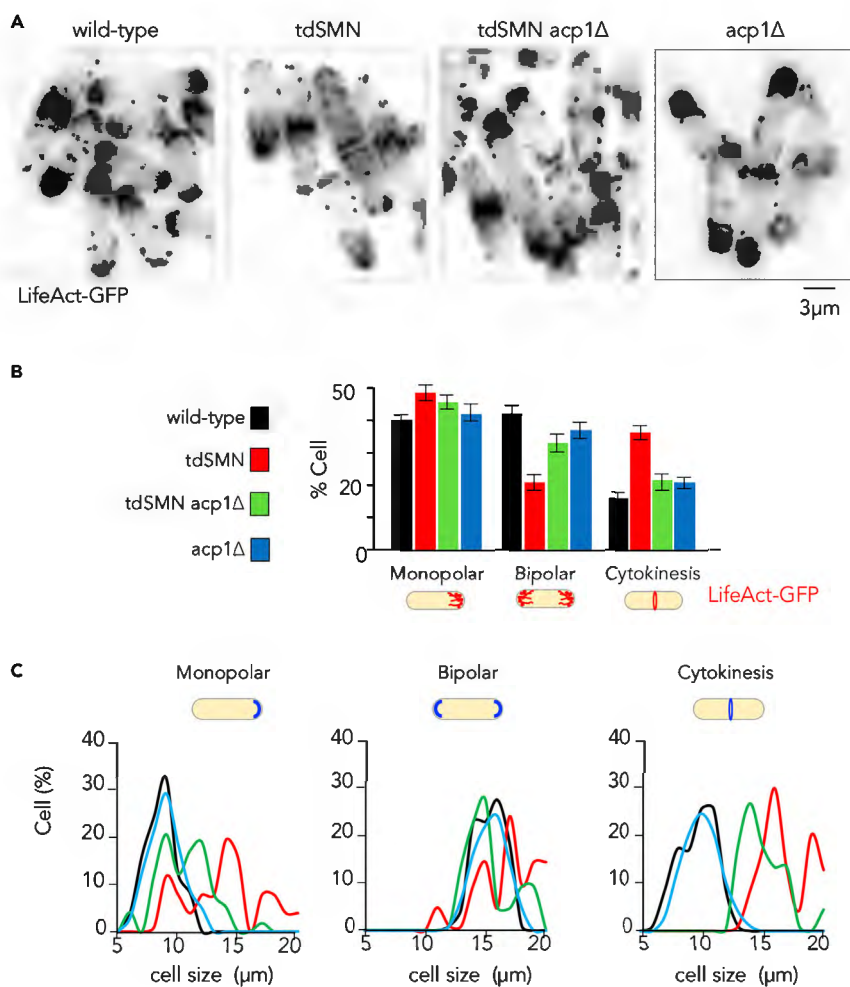 A
wild-type
tdSMN
tdSMN acp1Δ
acp1Δ
LifeAct-GFP
3µm
B
wild-type
tdSMN
tdSMN acp1Δ
acp1Δ
% Cell
50
20
0
Monopolar
Bipolar
Cytokinesis
LifeAct-GFP
C
Monopolar
Bipolar
Cytokinesis
Cell (%)
40
30
20
10
0
5
10
15
20
cell size (µm)
40
30
20
10
0
5
10
15
20
cell size (µm)
40
30
20
10
0
5
10
15
20
cell size (µm)